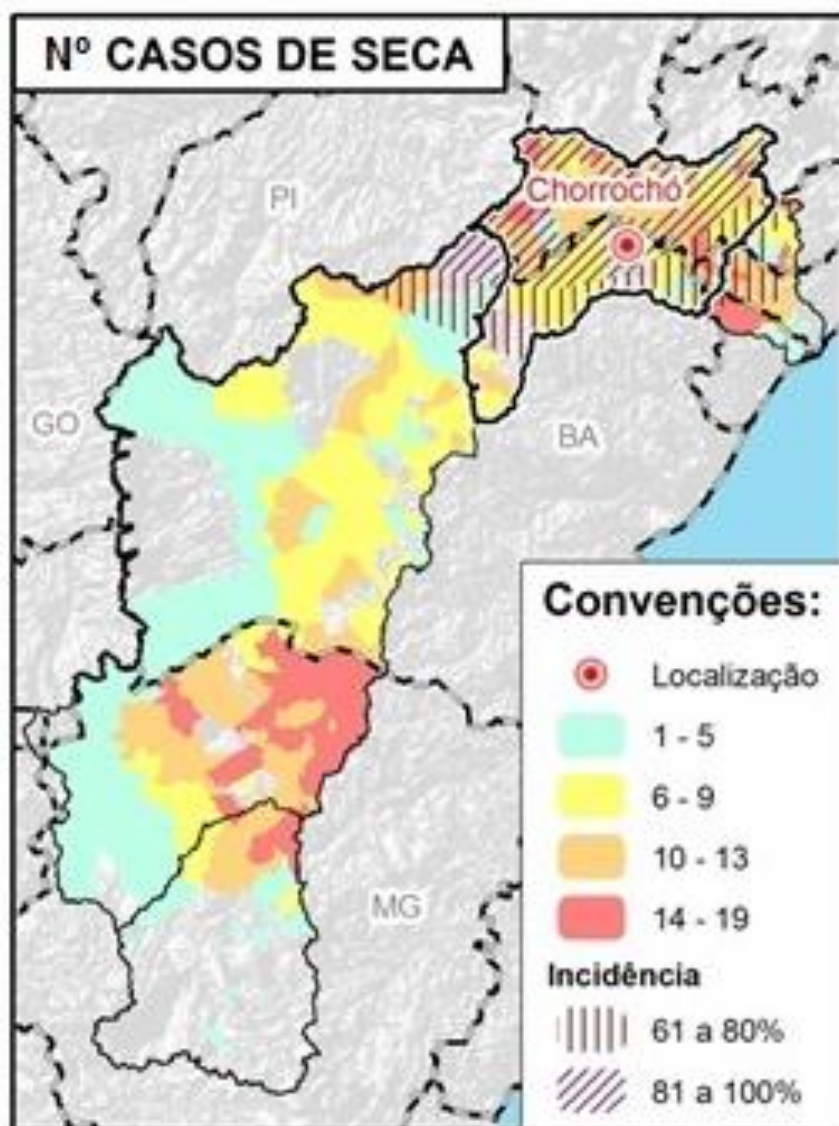 Nº CASOS DE SECA
PI
Chorrochó
GO
BA
MG
Convenções:
Localização
1 - 5
6 - 9
10 - 13
14 - 19
Incidência
61 a 80%
81 a 100%